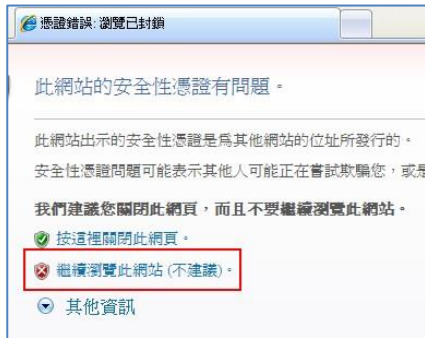 憑證錯誤: 瀏覽已封鎖
此網站的安全性憑證有問題。
此網站出示的安全性憑證是為其他網站的位址所發行的。
安全性憑證問題可能表示其他人可能正在嘗試欺騙您，或是
我們建議您關閉此網頁，而且不要繼續瀏覽此網站。
按這裡關閉此網頁。
繼續瀏覽此網站 (不建議)。
其他資訊